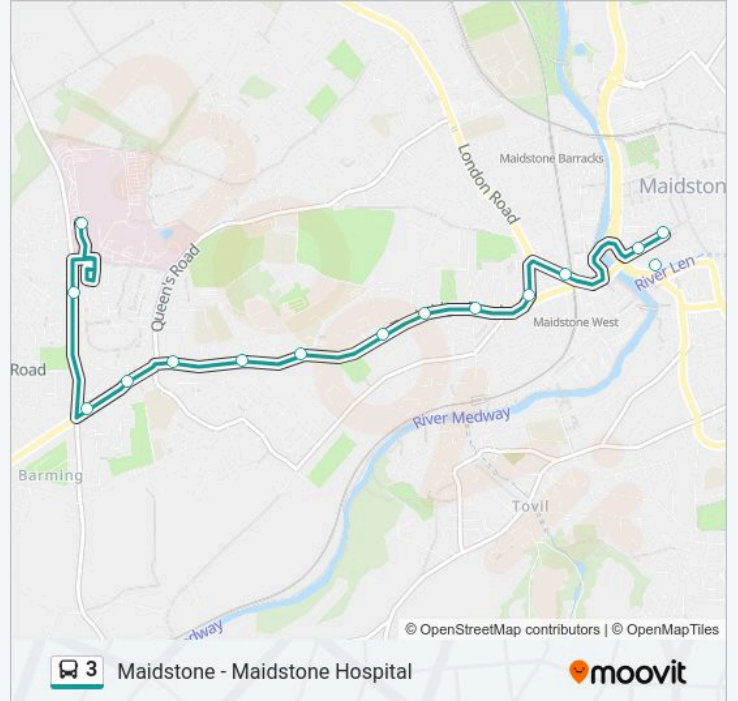 Maidstone Barracks
London Road
Maidston
Queen's Road
River Len
Maidstone West
Road
River Medway
Barming
Tovil
dway
© OpenStreetMap contributors | © OpenMapTiles
3 Maidstone - Maidstone Hospital
moovit